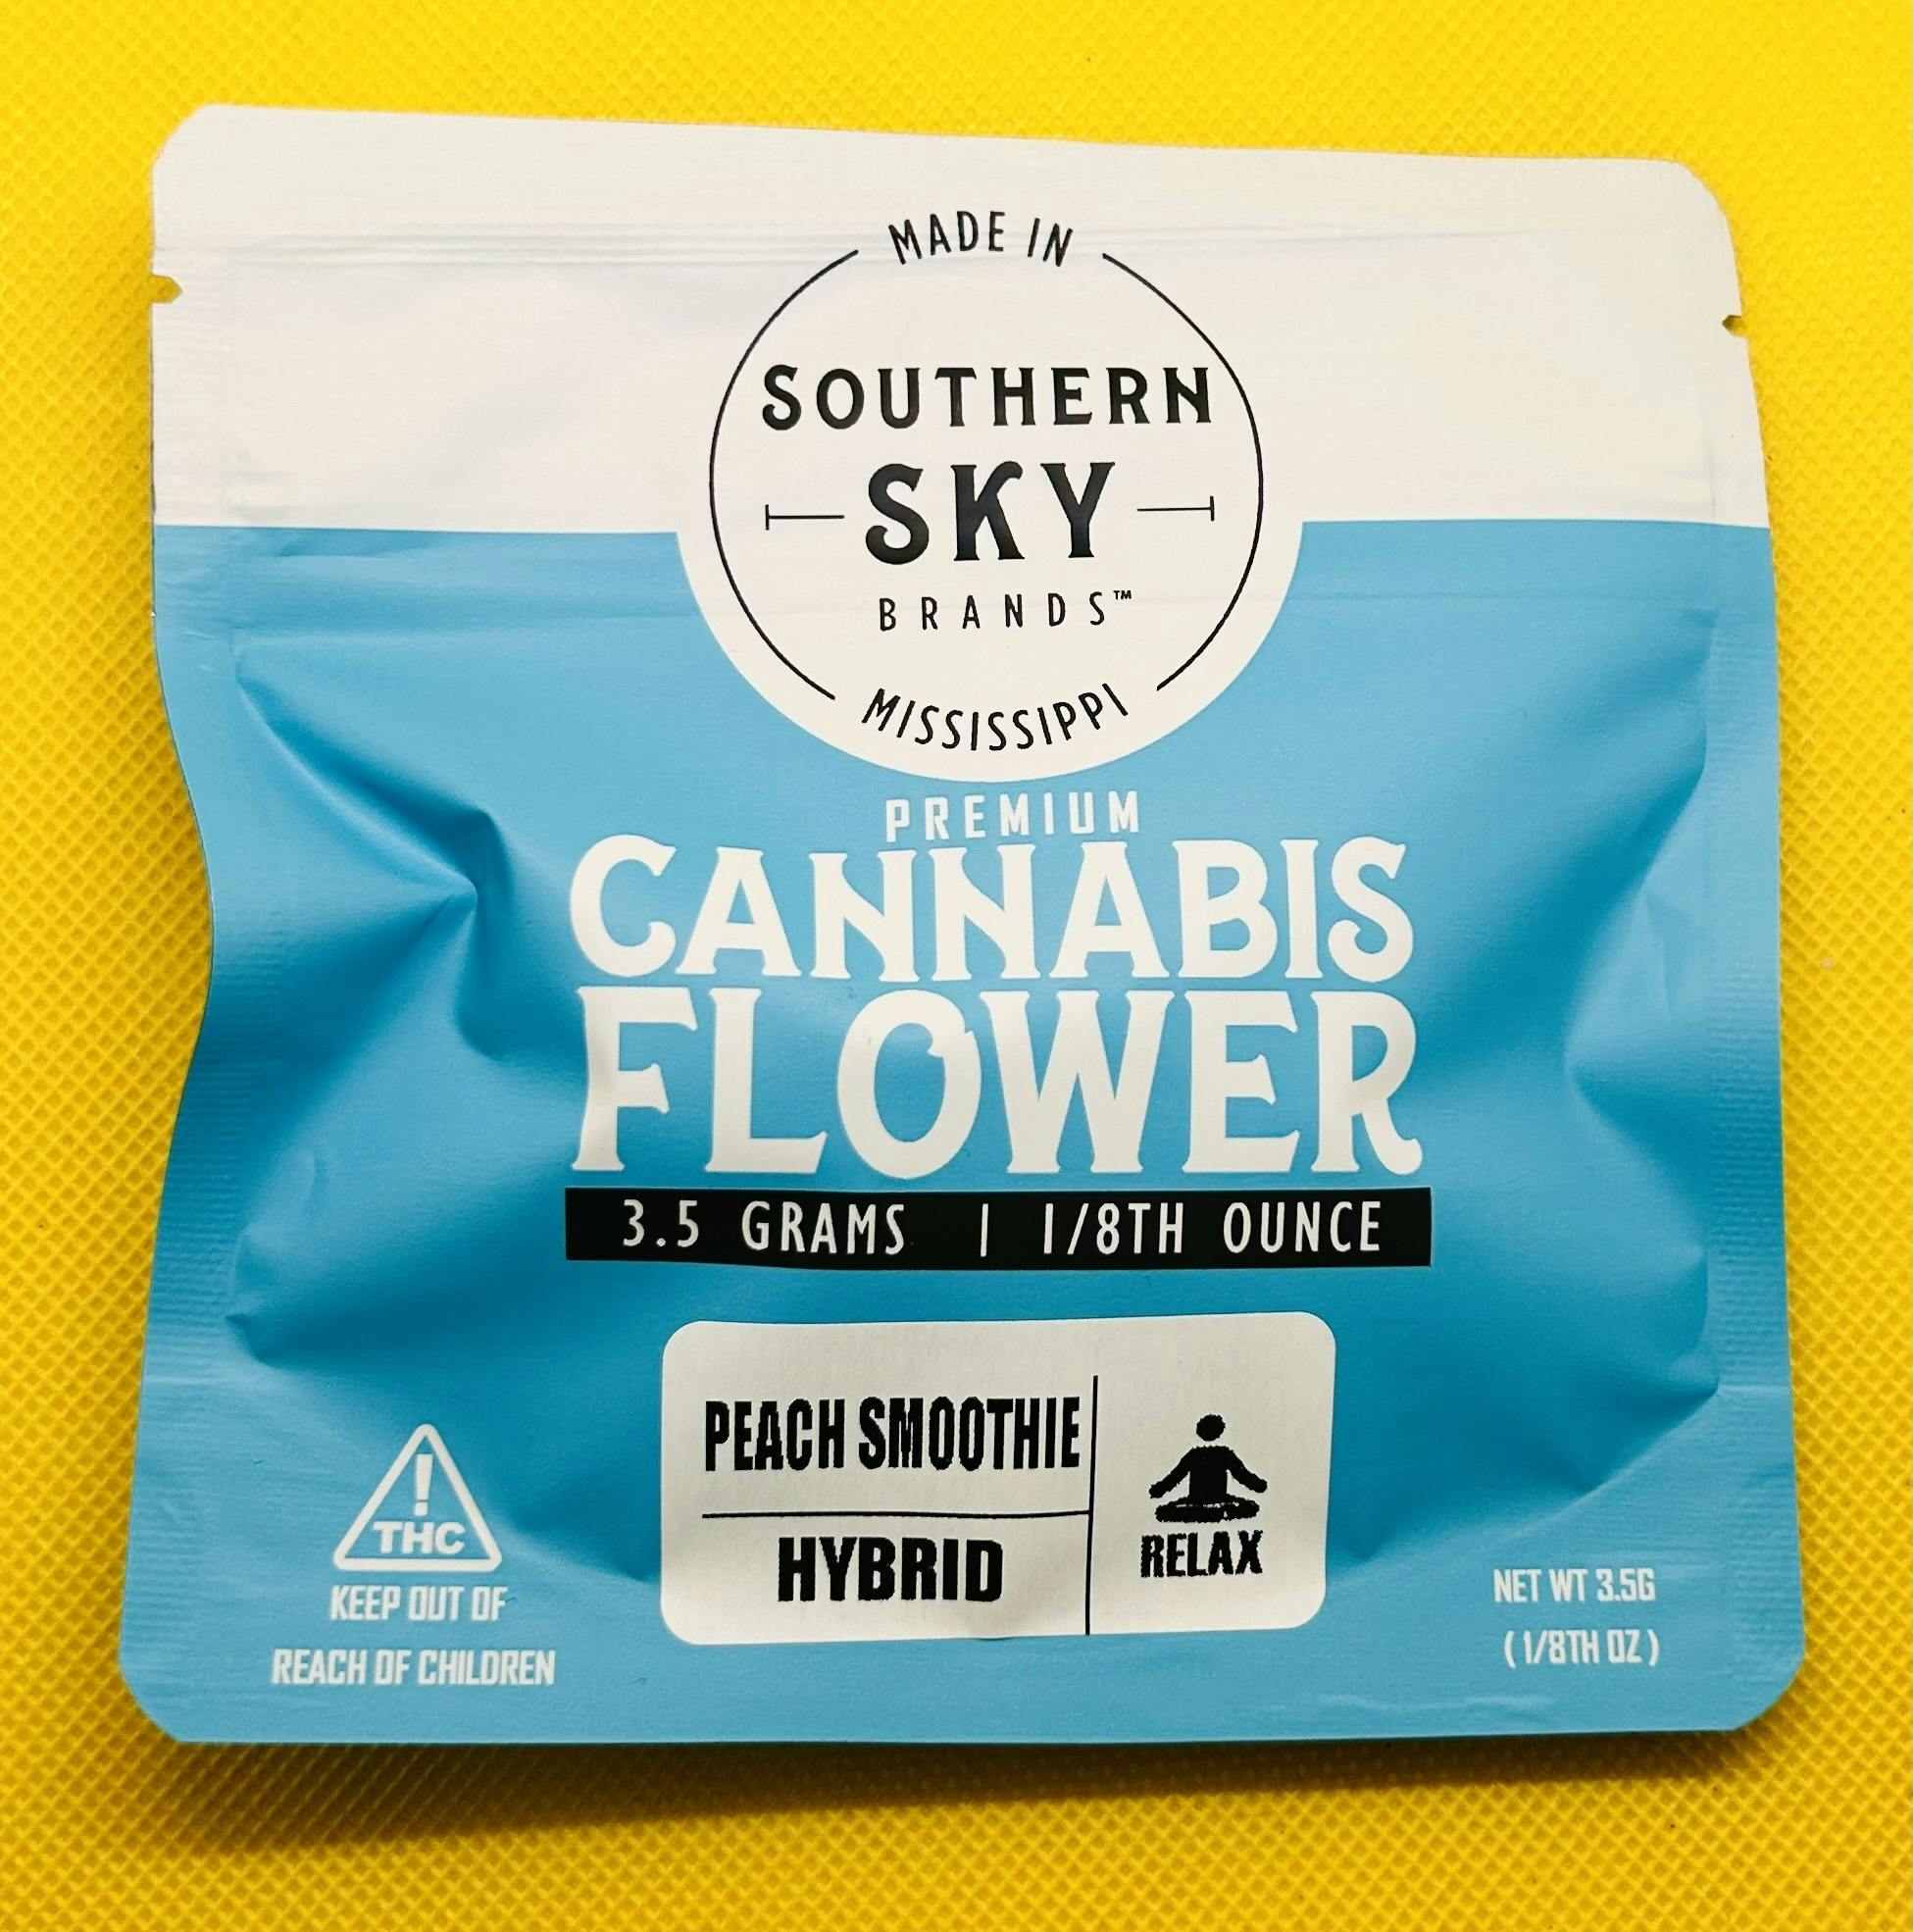 MADE IN
SOUTHERN
SKY
BRANDS™
MISSISSIPPI
PREMIUM
CANNABIS
FLOWER
3.5 GRAMS | 1/8TH OUNCE
PEACH SMOOTHIE
HYBRID
RELAX
!
THC
KEEP OUT OF
REACH OF CHILDREN
NET WT 3.5G
( 1/8TH OZ )